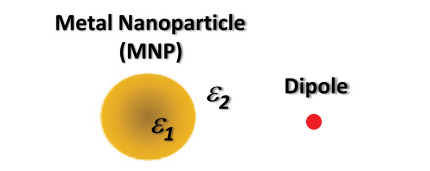 Metal Nanoparticle
(MNP)
ε2
Dipole
ε1